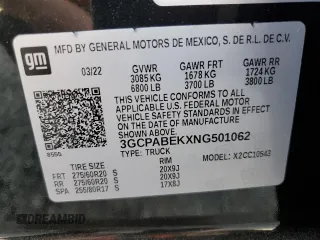 gm
MFD BY GENERAL MOTORS DE MEXICO, S. DE R.L. DE C.V.
03/22 GVWR GAWR FRT GAWR RR
3085 KG 1678 KG 1724 KG
6800 LB 3700 LB 3800 LB
THIS VEHICLE CONFORMS TO ALL
APPLICABLE U.S. FEDERAL MOTOR
VEHICLE SAFETY STANDARDS IN EFFECT ON
THE DATE OF MANUFACTURE SHOWN ABOVE.
3GCPABEKXNG501062
TYPE: TRUCK MODEL: X2CC10543
TIRE SIZE RIM
FRT 275/60R20 S 20X9J
RR 275/60R20 S 20X9J
SPA 255/80R17 S 17X8J
DREAMBID